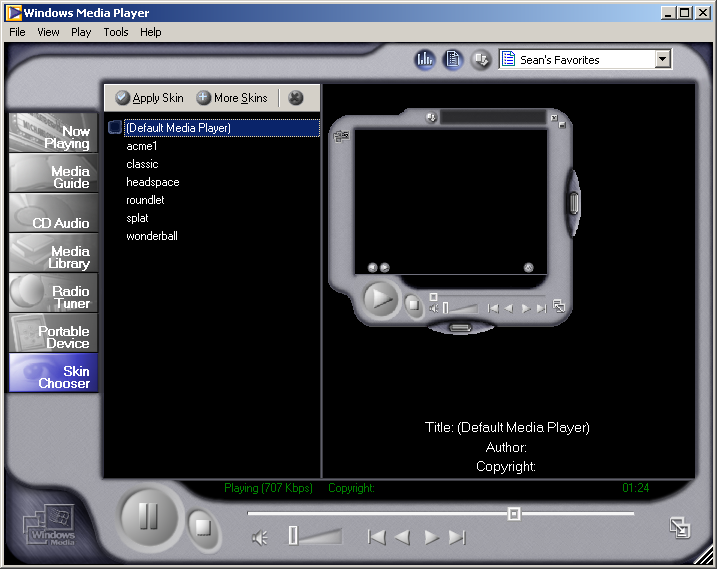 Windows Media Player
File View Play Tools Help
Sean's Favorites
Apply Skin More Skins
(Default Media Player)
acme1
classic
headspace
roundlet
splat
wonderball
Now
Playing
Media
Guide
CD Audio
Media
Library
Radio
Tuner
Portable
Device
Skin
Chooser
Title: (Default Media Player)
Author:
Copyright:
Playing (707 Kbps) Copyright: 01:24
Windows
Media